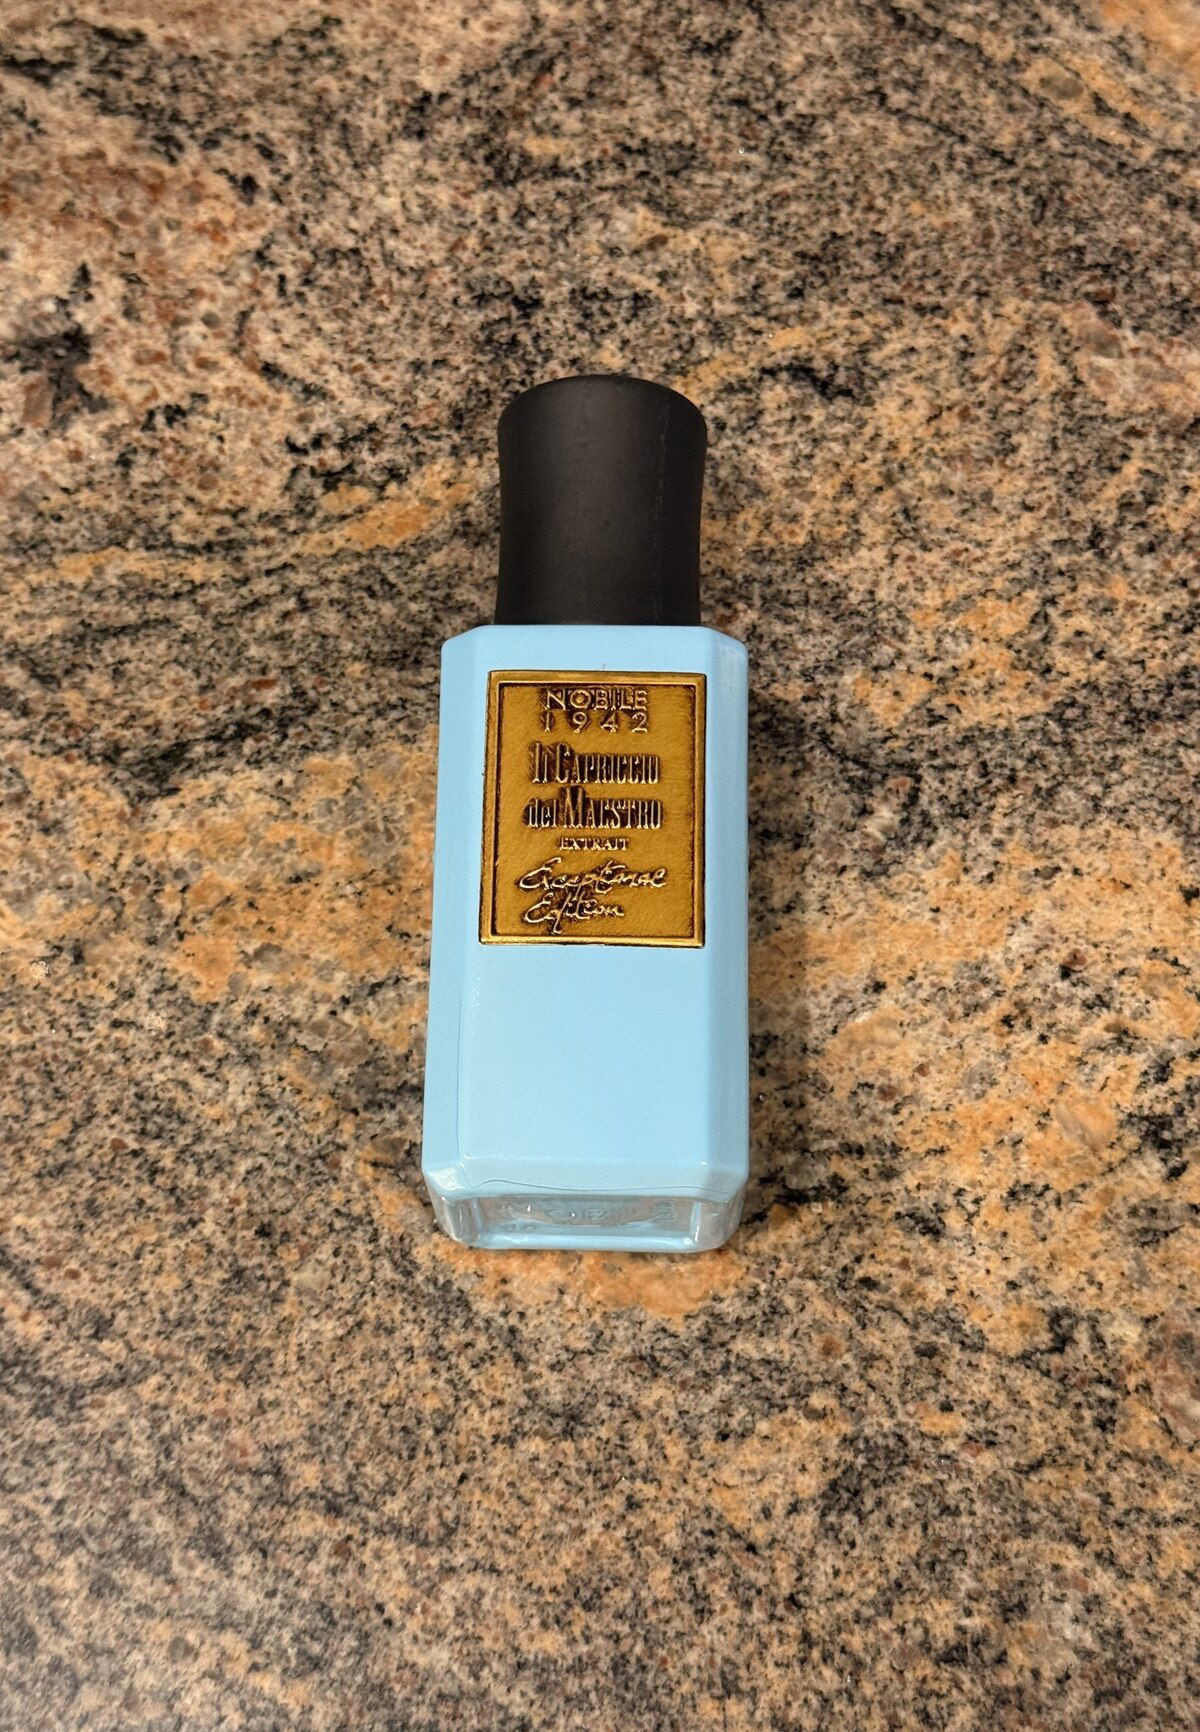 NOBILE
1942
Il CAPRICCIO
del MAESTRO
EXTRAIT
Exceptional
Edition